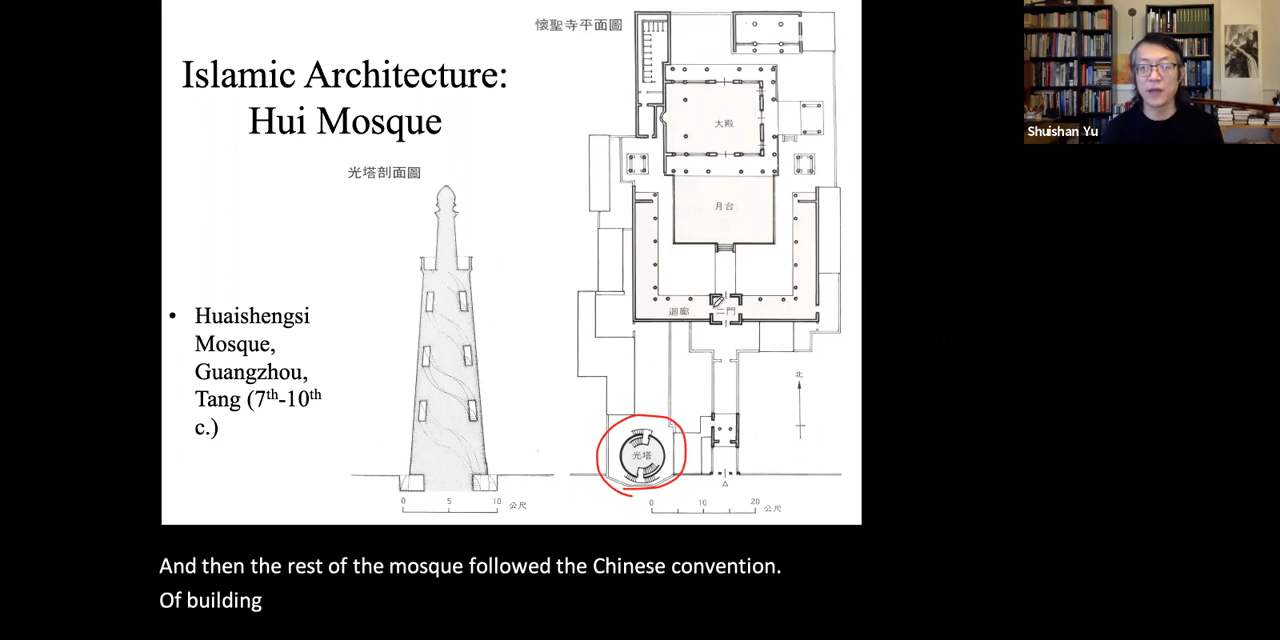 Islamic Architecture:
Hui Mosque
光塔剖面圖
• Huaishengsi
Mosque,
Guangzhou,
Tang (7th-10th
c.)
0 5 10 公尺
懷聖寺平面圖
大殿
月台
迴廊
二門
北
光塔
0 10 20 公尺
Shuishan Yu
And then the rest of the mosque followed the Chinese convention.
Of building